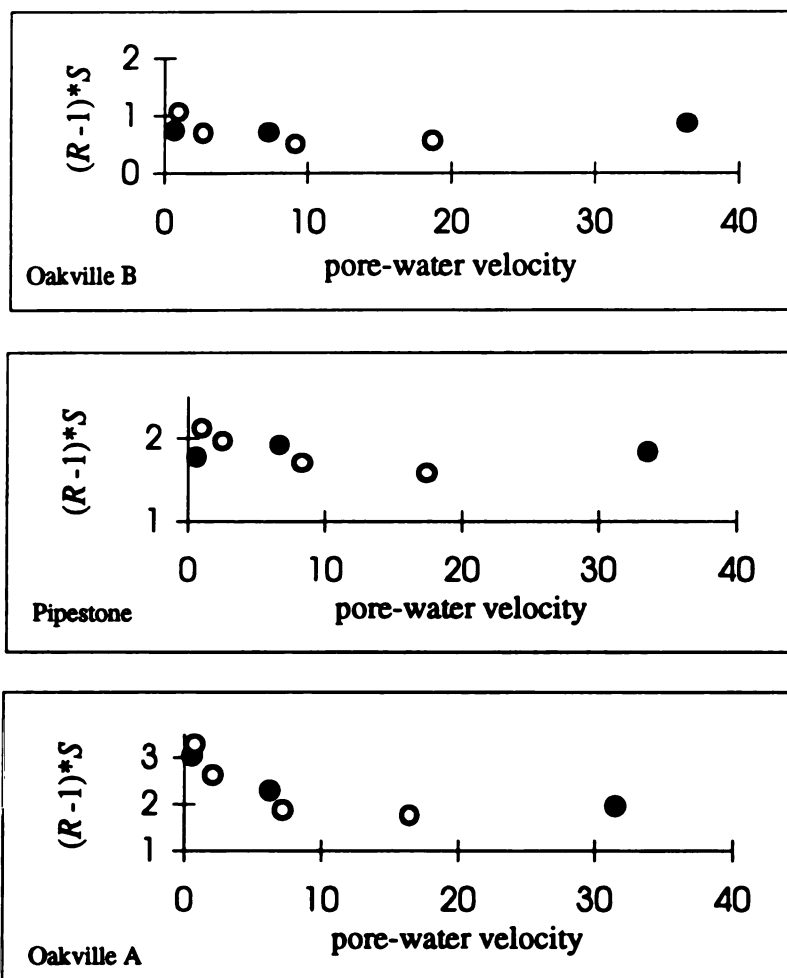 (R-1)*S
2
1
0
0 10 20 30 40
pore-water velocity
Oakville B
(R-1)*S
2
1
0 10 20 30 40
pore-water velocity
Pipestone
(R-1)*S
3
2
1
0 10 20 30 40
pore-water velocity
Oakville A